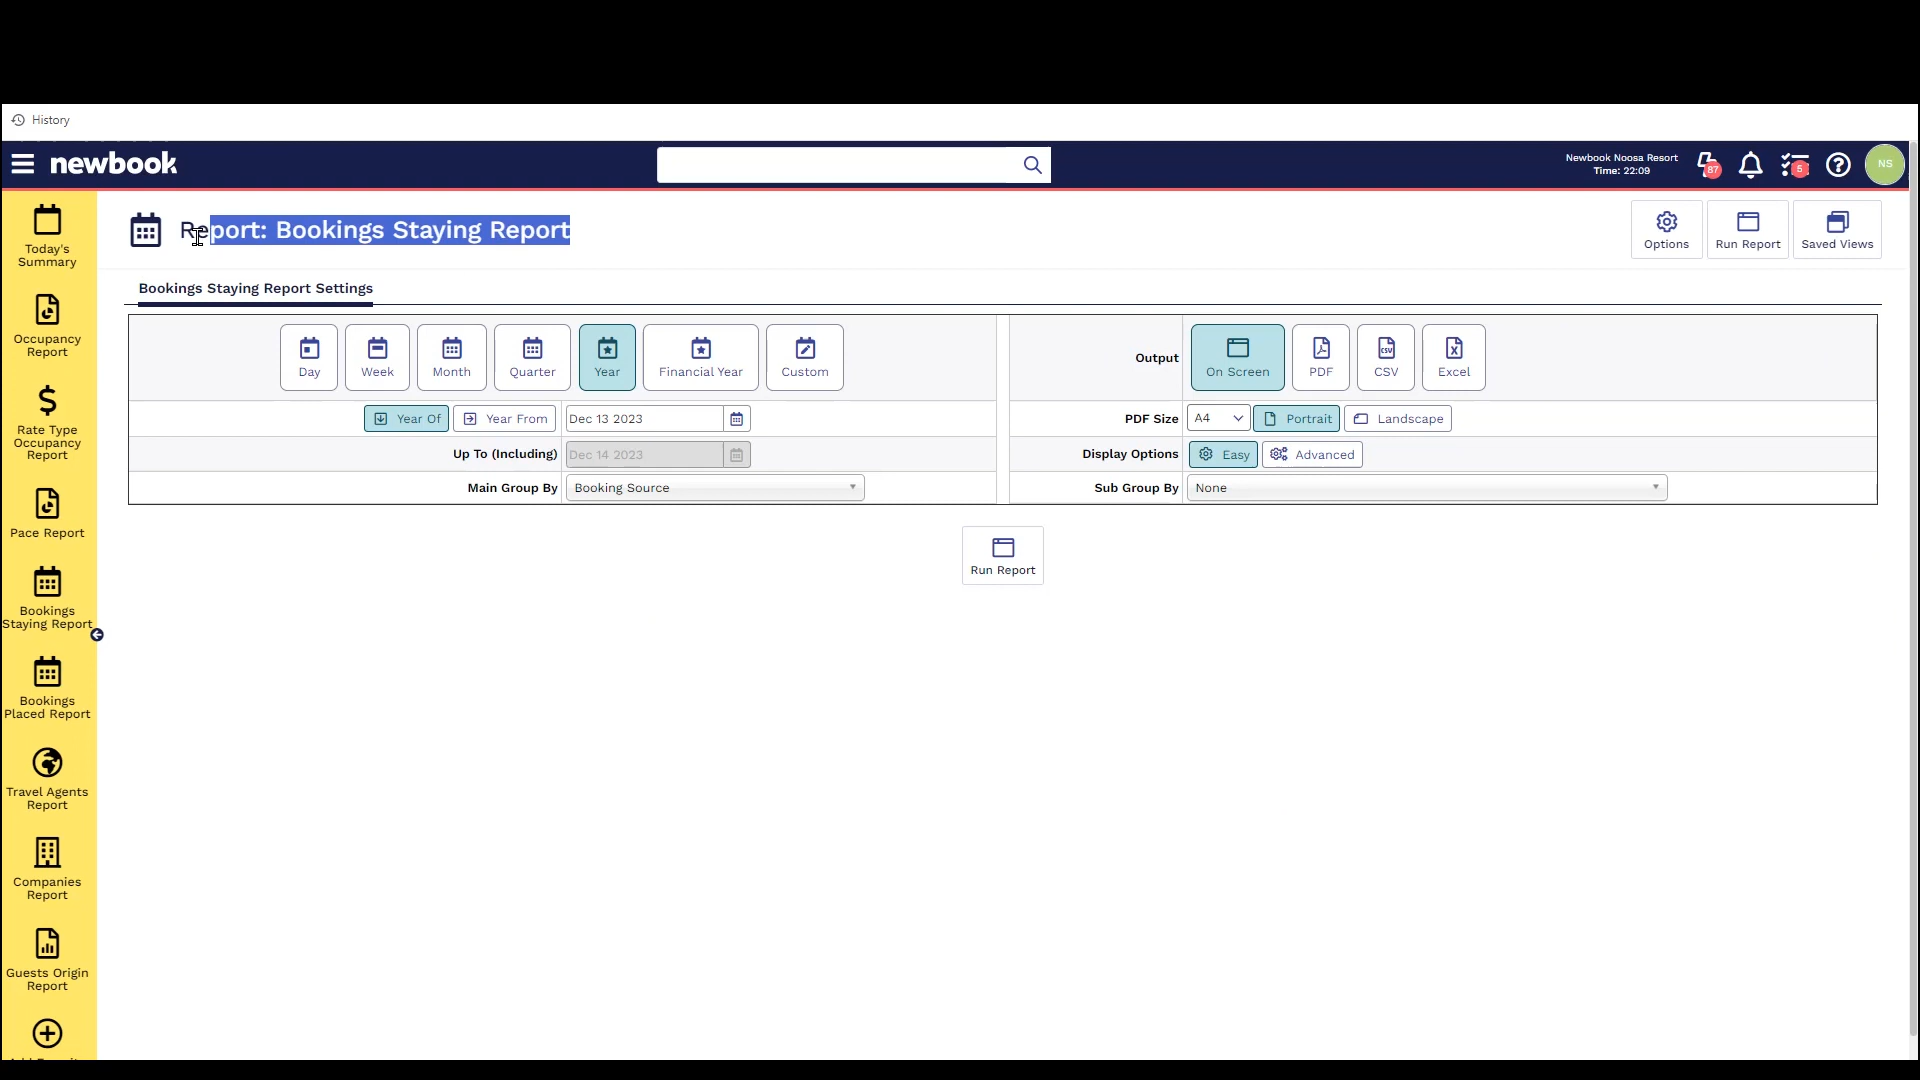 History
newbook
Newbook Noosa Resort
Time: 22:09
87
5
NS
Today's
Summary
Occupancy
Report
Rate Type
Occupancy
Report
Pace Report
Bookings
Staying Report
Bookings
Placed Report
Travel Agents
Report
Companies
Report
Guests Origin
Report
Report: Bookings Staying Report
Options
Run Report
Saved Views
Bookings Staying Report Settings
Day
Week
Month
Quarter
Year
Financial Year
Custom
Year Of
Year From
Dec 13 2023
Up To (Including)
Dec 14 2023
Main Group By
Booking Source
Output
On Screen
PDF
CSV
CSV
Excel
PDF Size
A4
Portrait
Landscape
Display Options
Easy
Advanced
Sub Group By
None
Run Report